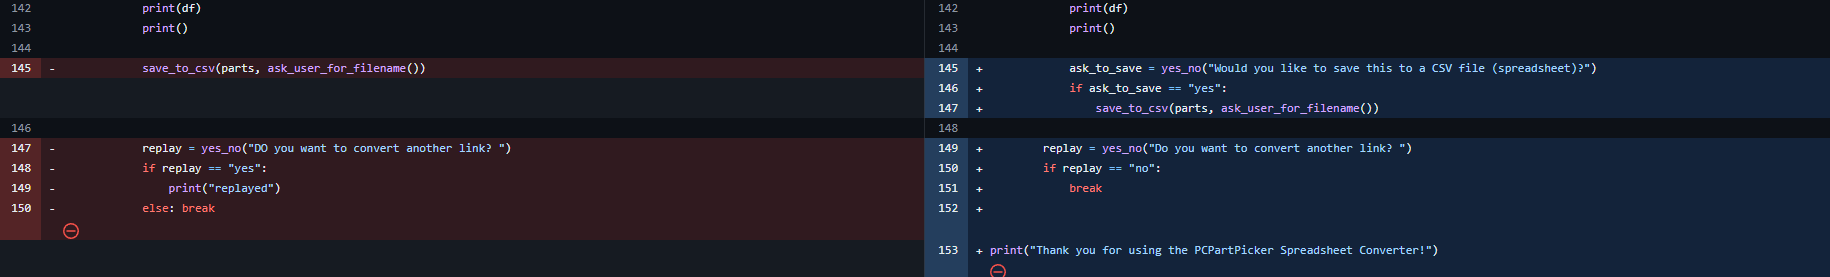 142 print(df)
143 print()
144
145 - save_to_csv(parts, ask_user_for_filename())
146
147 - replay = yes_no("DO you want to convert another link? ")
148 - if replay == "yes":
149 - print("replayed")
150 - else: break
142 print(df)
143 print()
144
145 + ask_to_save = yes_no("Would you like to save this to a CSV file (spreadsheet)?")
146 + if ask_to_save == "yes":
147 + save_to_csv(parts, ask_user_for_filename())
148
149 + replay = yes_no("Do you want to convert another link? ")
150 + if replay == "no":
151 + break
152 +
153 + print("Thank you for using the PCPartPicker Spreadsheet Converter!")